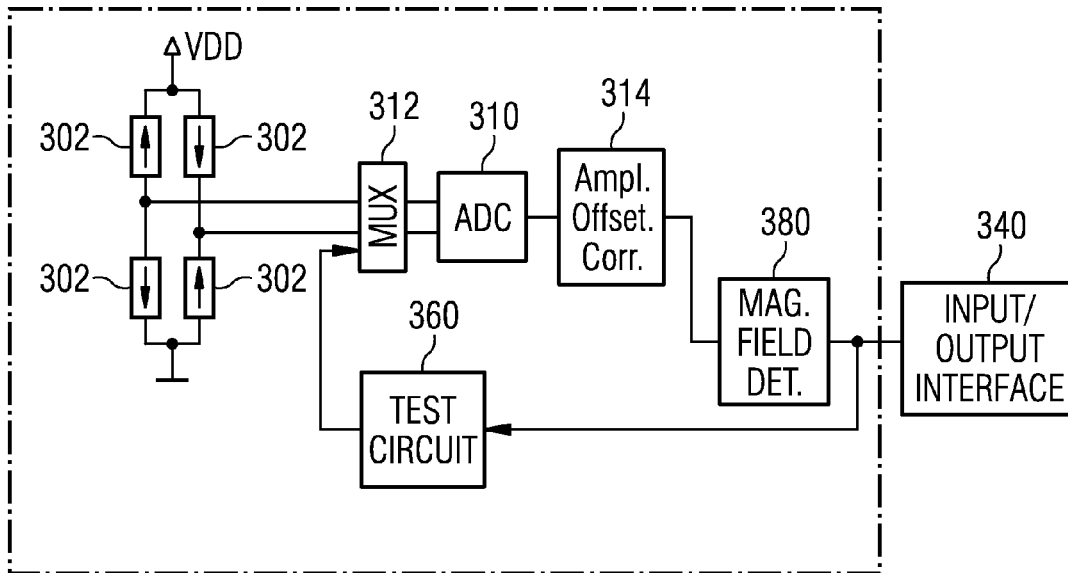 VDD
302
302
302
302
312
MUX
310
ADC
314
Ampl.
Offset.
Corr.
380
MAG.
FIELD
DET.
340
INPUT/
OUTPUT
INTERFACE
360
TEST
CIRCUIT